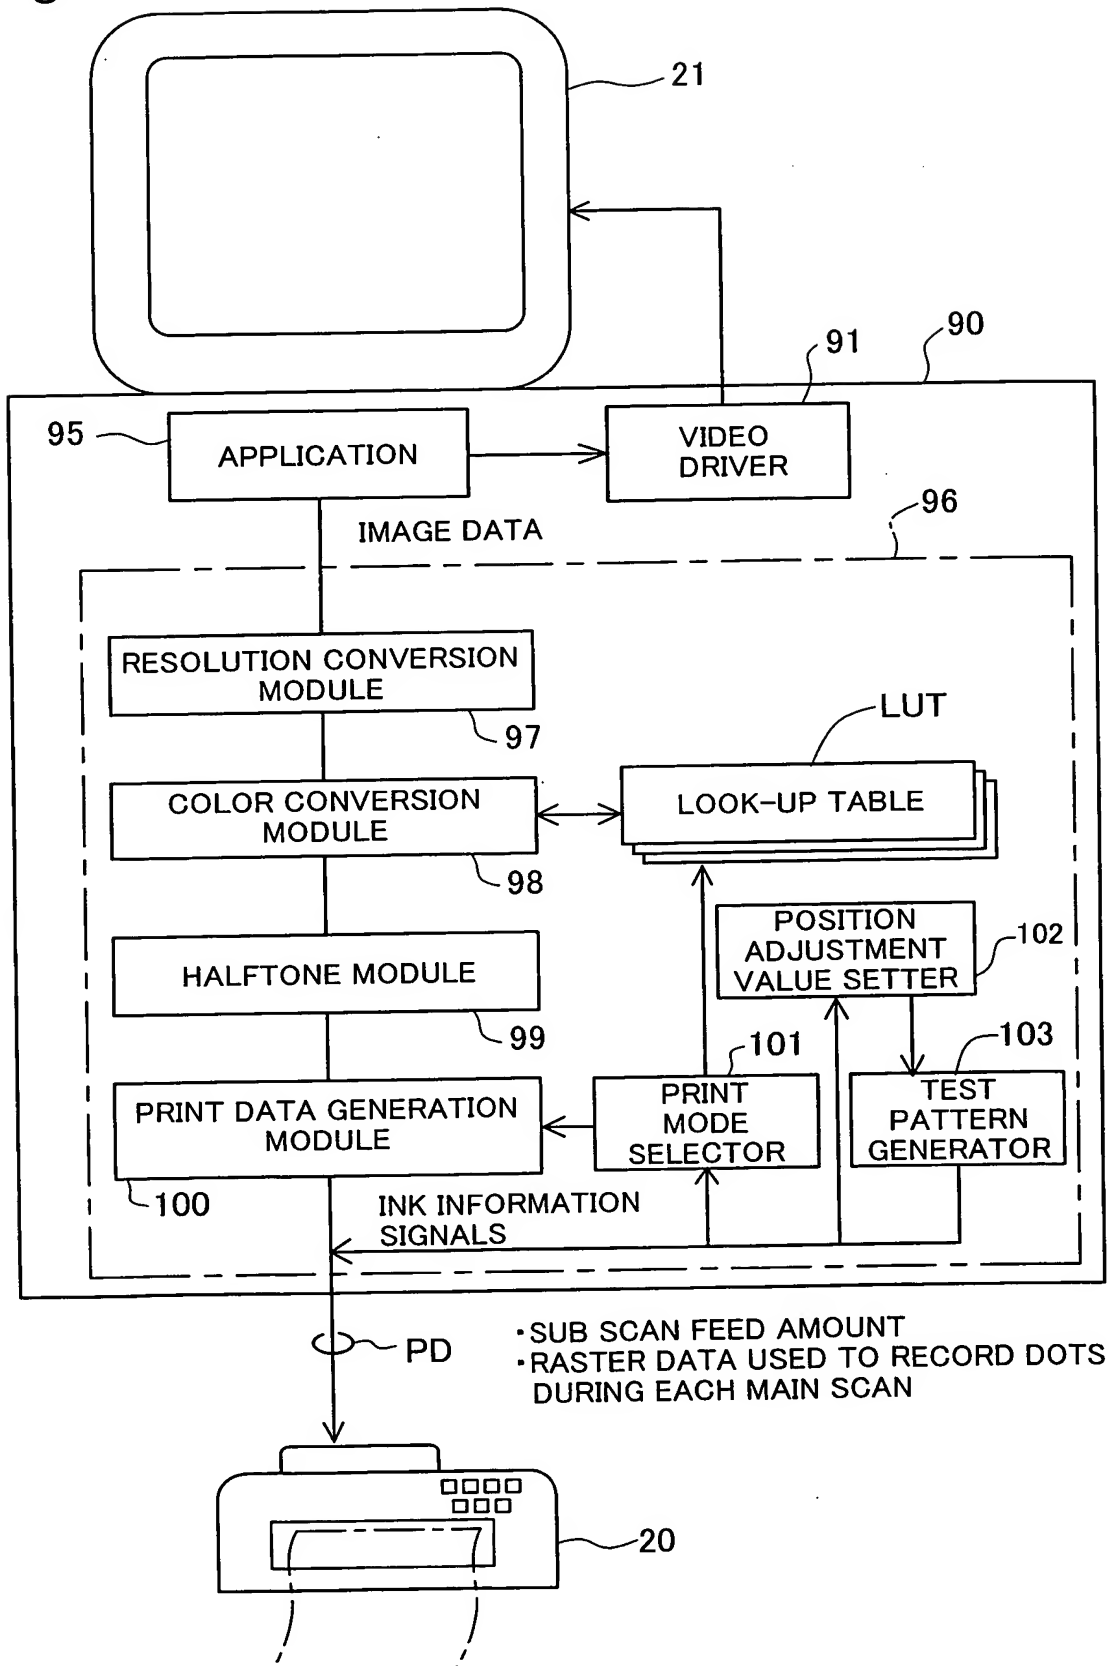 21
90
91
95
APPLICATION
VIDEO
DRIVER
96
IMAGE DATA
RESOLUTION CONVERSION
MODULE
97
LUT
COLOR CONVERSION
MODULE
LOOK-UP TABLE
98
POSITION
ADJUSTMENT
VALUE SETTER
102
HALFTONE MODULE
99
101
103
PRINT DATA GENERATION
MODULE
PRINT
MODE
SELECTOR
TEST
PATTERN
GENERATOR
100
INK INFORMATION
SIGNALS
PD
・SUB SCAN FEED AMOUNT
・RASTER DATA USED TO RECORD DOTS
DURING EACH MAIN SCAN
20